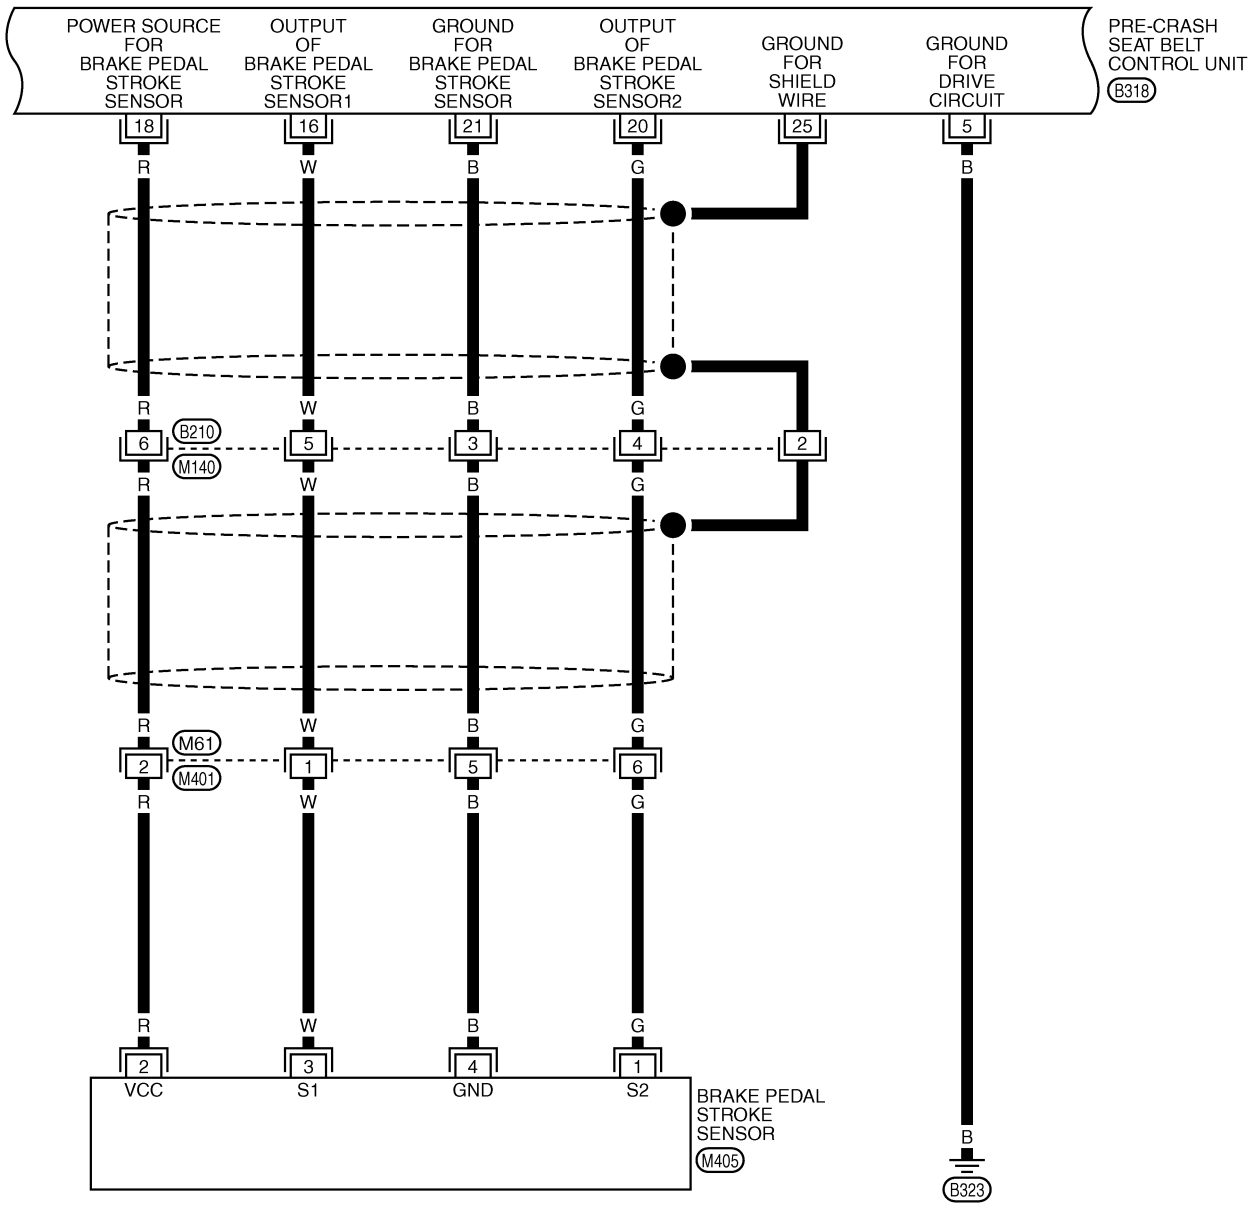 POWER SOURCE
FOR
BRAKE PEDAL
STROKE
SENSOR
OUTPUT
OF
BRAKE PEDAL
STROKE
SENSOR1
GROUND
FOR
BRAKE PEDAL
STROKE
SENSOR
OUTPUT
OF
BRAKE PEDAL
STROKE
SENSOR2
GROUND
FOR
SHIELD
WIRE
GROUND
FOR
DRIVE
CIRCUIT
PRE-CRASH
SEAT BELT
CONTROL UNIT
B318
18 16 21 20 25 5
R W B G B
R W B G
B210
6 5 3 4 2
M140
R W B G
R W B G
M61
2 1 5 6
M401
R W B G
R W B G
2 3 4 1
VCC S1 GND S2
BRAKE PEDAL
STROKE
SENSOR
M405
B
B323